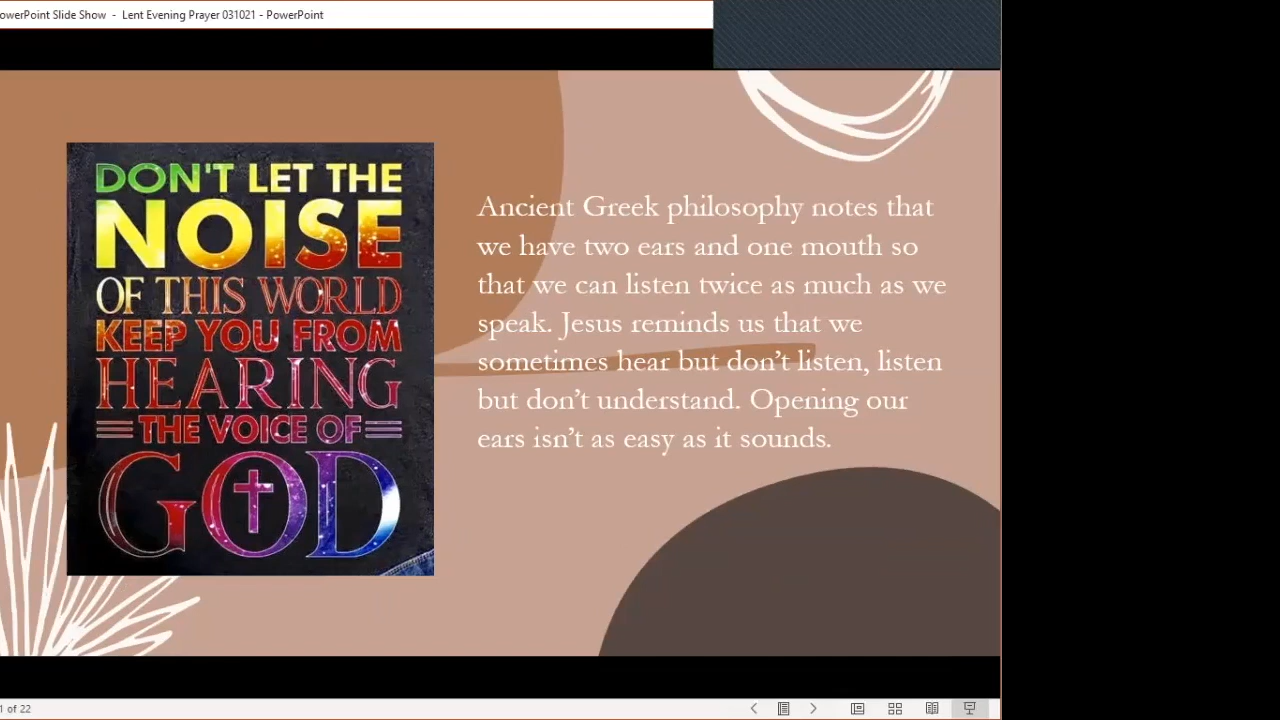 PowerPoint Slide Show - Lent Evening Prayer 031021 - PowerPoint
DON'T LET THE
NOISE
OF THIS WORLD
KEEP YOU FROM
HEARING
THE VOICE OF
GOD
Ancient Greek philosophy notes that
we have two ears and one mouth so
that we can listen twice as much as we
speak. Jesus reminds us that we
sometimes hear but don’t listen, listen
but don’t understand. Opening our
ears isn’t as easy as it sounds.
of 22